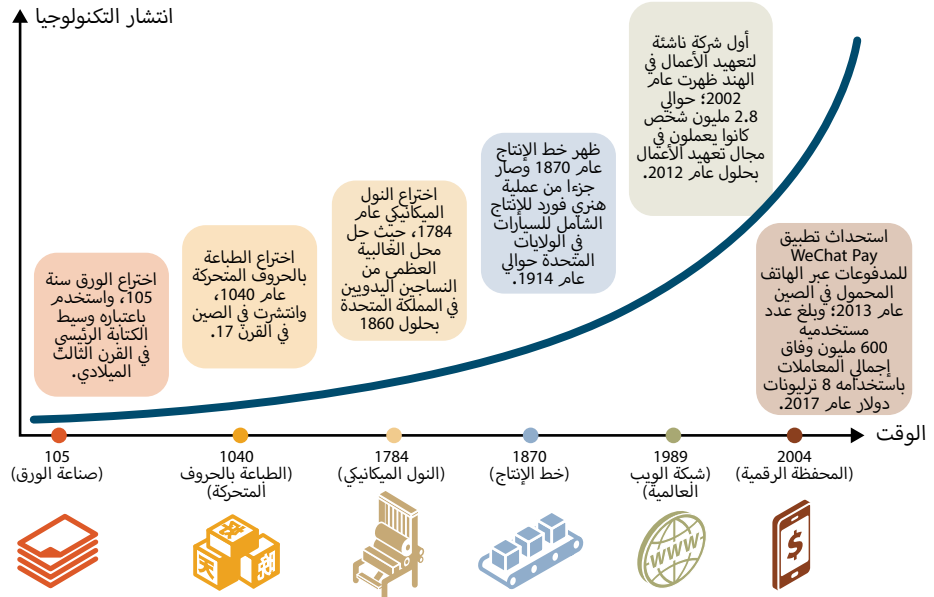 انتشار التكنولوجيا
اختراع الورق سنة
105، واستخدم
باعتباره وسيط
الكتابة الرئيسي
في القرن الثالث
الميلادي.
اختراع الطباعة
بالحروف المتحركة
عام 1040،
وانتشرت في الصين
في القرن 17.
اختراع النول
الميكانيكي عام
1784، حيث حل
محل الغالبية
العظمى من
النساجين اليدويين
في المملكة المتحدة
بحلول 1860
ظهر خط الإنتاج
عام 1870 وصار
جزءا من عملية
هنري فورد للإنتاج
الشامل للسيارات
في الولايات
المتحدة حوالي
عام 1914.
أول شركة ناشئة
لتعهيد الأعمال في
الهند ظهرت عام
2002؛ حوالي
2.8 مليون شخص
كانوا يعملون في
مجال تعهيد الأعمال
بحلول عام 2012.
استحداث تطبيق
WeChat Pay
للمدفوعات عبر الهاتف
المحمول في الصين
عام 2013؛ وبلغ عدد
مستخدميه
600 مليون وفاق
إجمالي المعاملات
باستخدامه 8 تريليونات
دولار عام 2017.
الوقت
105
(صناعة الورق)
1040
(الطباعة بالحروف
المتحركة)
1784
(النول الميكانيكي)
1870
(خط الإنتاج)
1989
(شبكة الويب
العالمية)
2004
(المحفظة الرقمية)
天
WWW
$